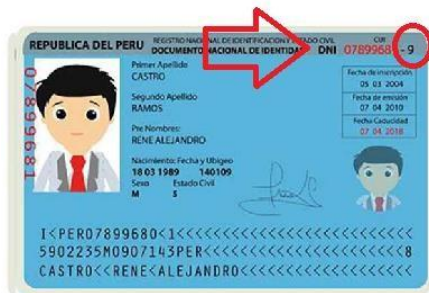 REPUBLICA DEL PERU
REGISTRO NACIONAL DE IDENTIFICACION Y ESTADO CIVIL
DOCUMENTO NACIONAL DE IDENTIDAD
CUI
DNI 0789968 - 9
07899681
Primer Apellido
CASTRO
Segundo Apellido
RAMOS
Pre Nombres:
RENE ALEJANDRO
Nacimiento: Fecha y Ubigeo
18 03 1989 140109
Sexo Estado Civil
M S
Fecha de inscripción
05 03 2004
Fecha de emisión
07 04 2010
Fecha Caducidad
07 04 2018
I<PERO7899680<1<<<<<<<<<<<<<<<<<<<<<
5902235M0907143PER<<<<<<<<<<<<<<<<<<8
CASTRO<<RENE<ALEJANDRO<<<<<<<<<<<<<<<